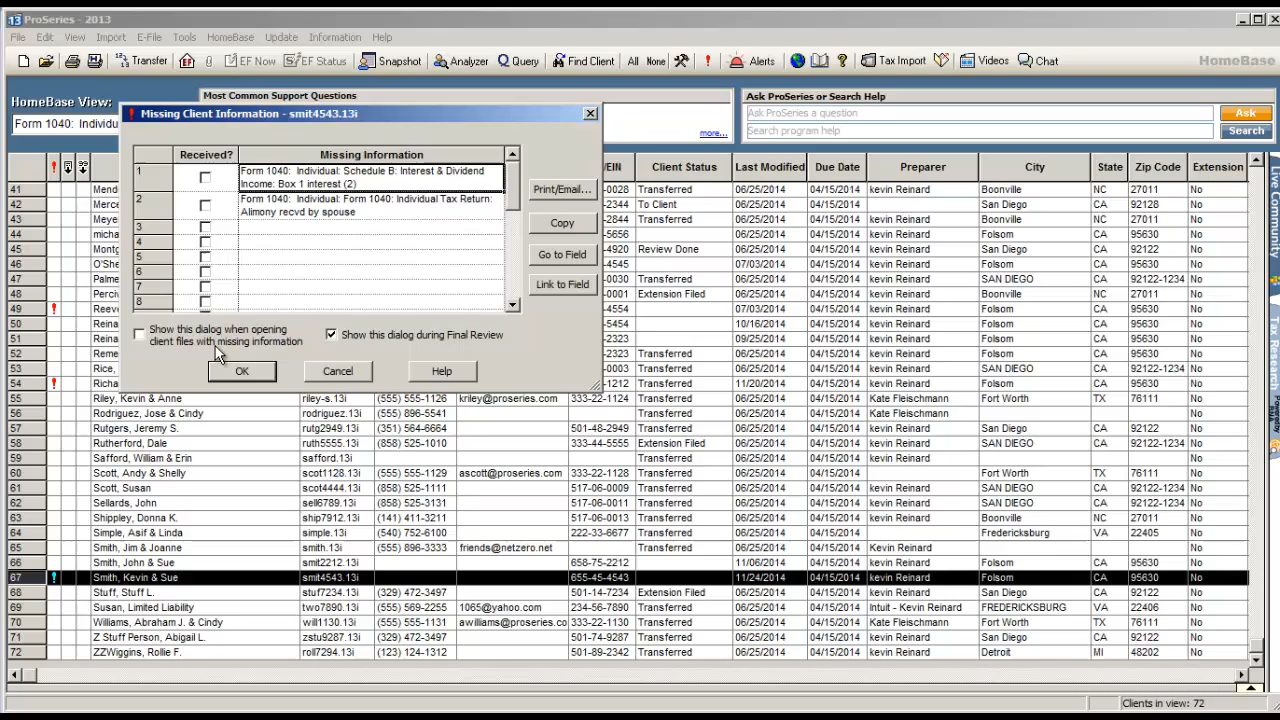 ProSeries - 2013
File Edit View Import E-File Tools HomeBase Update Information Help
Transfer EF Now EF Status Snapshot Analyzer Query Find Client All None Alerts Tax Import Videos Chat HomeBase
HomeBase View:
Form 1040: Individu
Most Common Support Questions
more...
Ask ProSeries or Search Help
Ask ProSeries a question Ask
Search program help Search
Missing Client Information - smit4543.13i
Received? Missing Information
1 Form 1040: Individual: Schedule B: Interest & Dividend
Income: Box 1 interest (2)
2 Form 1040: Individual: Form 1040: Individual Tax Return:
Alimony recvd by spouse
3
4
5
6
7
8
Print/Email...
Copy
Go to Field
Link to Field
Show this dialog when opening
client files with missing information
Show this dialog during Final Review
OK Cancel Help
/EIN Client Status Last Modified Due Date Preparer City State Zip Code Extension
41 Mend -0028 Transferred 06/25/2014 04/15/2014 kevin Reinard Boonville NC 27011 No
42 Merce -2344 To Client 06/25/2014 04/15/2014 San Diego CA 92128 No
43 Meye -2844 Transferred 06/25/2014 04/15/2014 kevin Reinard Boonville NC 27011 No
44 michae -5656 07/03/2014 04/15/2014 kevin Reinard Folsom CA 95630 No
45 Montg -4920 Review Done 06/25/2014 04/15/2014 kevin Reinard San Diego CA 92122 No
46 O'She -5454 07/03/2014 04/15/2014 kevin Reinard Folsom CA 95630 No
47 Palme -0030 Transferred 06/25/2014 04/15/2014 kevin Reinard SAN DIEGO CA 92122-1234 No
48 Perciv -0001 Extension Filed 06/25/2014 04/15/2014 kevin Reinard Boonville NC 27011 No
49 Reev -4454 07/03/2014 04/15/2014 kevin Reinard Folsom CA 95630 No
50 Reina -5454 10/16/2014 04/15/2014 kevin Reinard Folsom CA 95630 No
51 Reina -2323 07/03/2014 04/15/2014 kevin Reinard Folsom CA 95630 No
52 Reme -2323 Transferred 06/25/2014 04/15/2014 kevin Reinard San Diego CA 92122 No
53 Rice, -4543 Transferred 06/25/2014 04/15/2014 kevin Reinard San Diego CA 92122 No
54 Richa -1212 11/20/2014 04/15/2014 kevin Reinard Folsom CA 95630 No
55 Riley, Kevin & Anne riley-s.13i (555) 555-1126 kriley@proseries.com 333-22-1124 Transferred 06/25/2014 04/15/2014 Kate Fleischmann Fort Worth TX 76111 No
56 Rodriguez, Jose & Cindy rodriguez.13i (555) 896-5541 Transferred 06/25/2014 04/15/2014 Kate Fleischmann No
57 Rutgers, Jeremy S. rutg2949.13i (351) 564-6664 501-48-2949 Transferred 06/25/2014 04/15/2014 kevin Reinard San Diego CA 92122 No
58 Rutherford, Dale ruth5555.13i (858) 525-1010 333-44-5555 Extension Filed 06/25/2014 04/15/2014 kevin Reinard SAN DIEGO CA 92122-1234 No
59 Safford, William & Erin safford.13i Transferred 06/25/2014 04/15/2014 kevin Reinard No
60 Scott, Andy & Shelly scot1128.13i (555) 555-1129 ascott@proseries.com 333-22-1128 Transferred 06/25/2014 04/15/2014 Fort Worth TX 76111 No
61 Scott, Susan scot4444.13i (858) 525-1111 517-06-0009 Transferred 06/25/2014 04/15/2014 kevin Reinard SAN DIEGO CA 92122-1234 No
62 Sellards, John sell6789.13i (858) 525-3131 517-06-0011 Transferred 06/25/2014 04/15/2014 kevin Reinard SAN DIEGO CA 92122-1234 No
63 Shippley, Donna K. ship7912.13i (141) 411-3211 517-06-0013 Transferred 06/25/2014 04/15/2014 kevin Reinard Boonville NC 27011 No
64 Simple, Asif & Linda simple.13i (540) 752-6100 222-33-6677 Transferred 06/25/2014 04/15/2014 kevin Reinard Fredericksburg VA 22405 No
65 Smith, Jim & Joanne smith.13i (555) 896-3333 friends@netzero.net Transferred 06/25/2014 04/15/2014 Kevin Reinard No
66 Smith, John & Sue smit2212.13i 658-75-2212 11/06/2014 04/15/2014 kevin Reinard Folsom CA 95630 No
67 Smith, Kevin & Sue smit4543.13i 655-45-4543 11/24/2014 04/15/2014 kevin Reinard Folsom CA 95630 No
68 Stuff, Stuff L. stuf7234.13i (329) 472-3497 501-14-7234 Extension Filed 06/25/2014 04/15/2014 kevin Reinard San Diego CA 92122 No
69 Susan, Limited Liability two7890.13i (555) 569-2255 1065@yahoo.com 234-56-7890 Transferred 06/25/2014 04/15/2014 Intuit - Kevin Reinard FREDERICKSBURG VA 22406 No
70 Williams, Abraham J. & Cindy will1130.13i (555) 555-1131 awilliams@proseries.co 333-22-1130 Transferred 06/25/2014 04/15/2014 Kate Fleischmann Fort Worth TX 76111 No
71 Z Stuff Person, Abigail L. zstu9287.13i (329) 472-3497 501-74-9287 Transferred 06/25/2014 04/15/2014 kevin Reinard San Diego CA 92122 No
72 ZZWiggins, Rollie F. roll7294.13i (123) 124-1312 501-89-2342 Transferred 06/25/2014 04/15/2014 kevin Reinard Detroit MI 48202 No
Clients in view: 72
Live Community
Tax Research